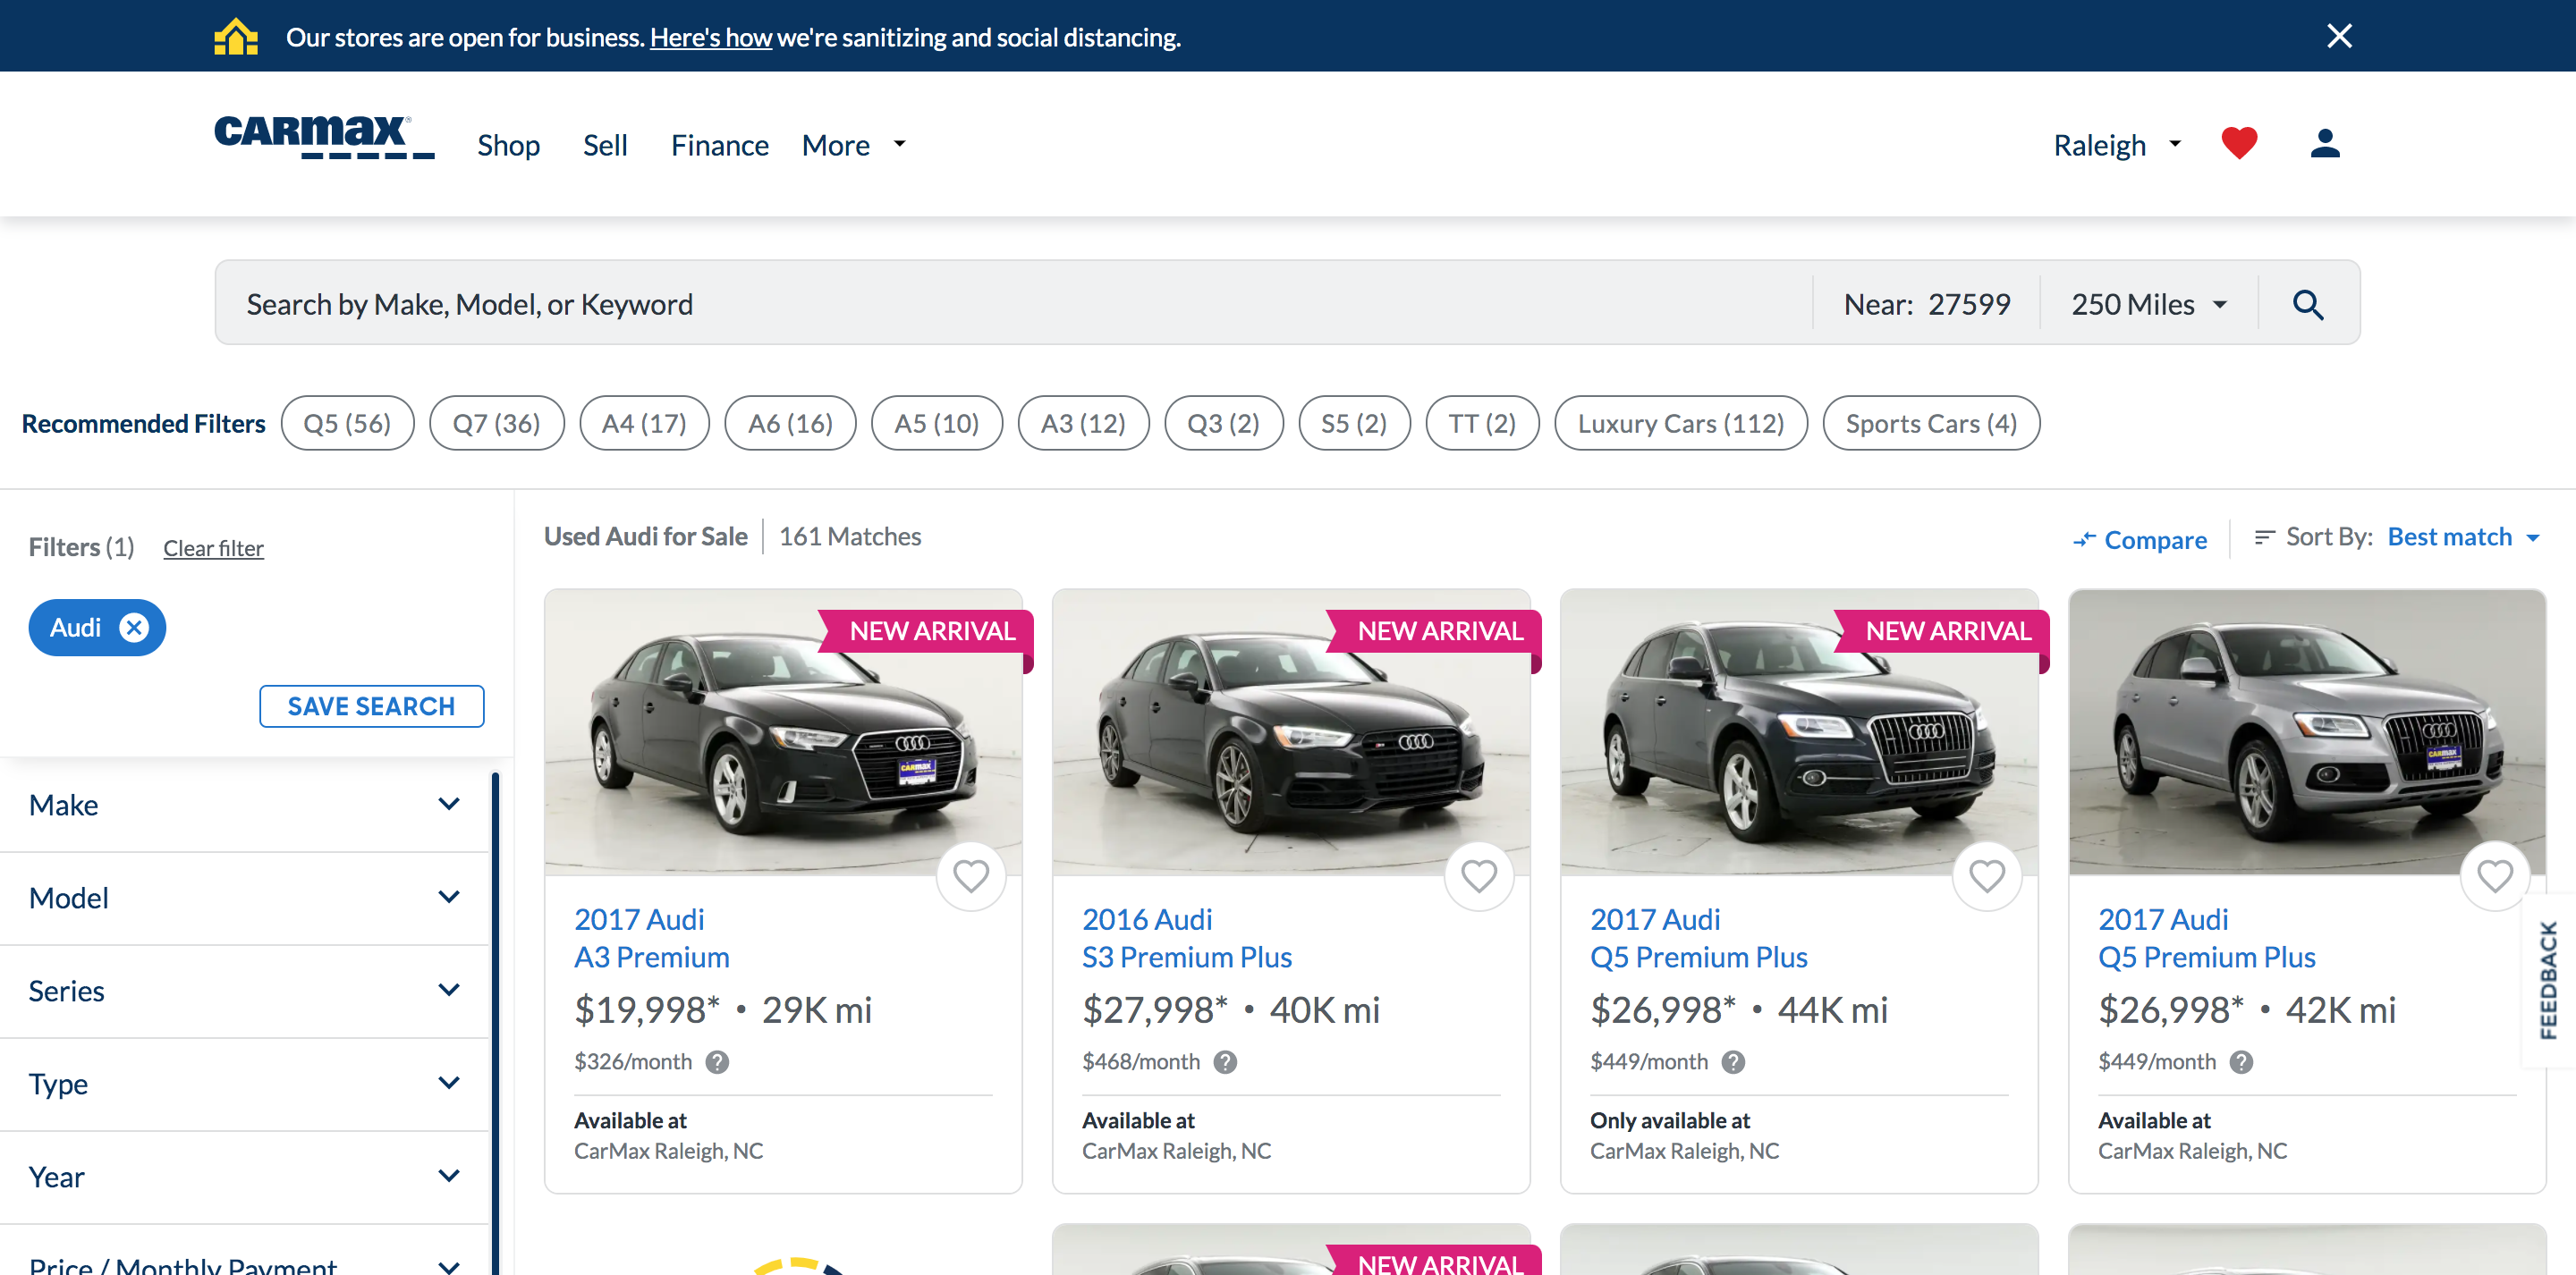 Our stores are open for business. Here's how we're sanitizing and social distancing.
CARMAX®
Shop Sell Finance More
Raleigh
Search by Make, Model, or Keyword
Near: 27599 250 Miles
Recommended Filters Q5 (56) Q7 (36) A4 (17) A6 (16) A5 (10) A3 (12) Q3 (2) S5 (2) TT (2) Luxury Cars (112) Sports Cars (4)
Filters (1) Clear filter
Audi
SAVE SEARCH
Make
Model
Series
Type
Year
Price / Monthly Payment
Used Audi for Sale 161 Matches
Compare Sort By: Best match
NEW ARRIVAL
CARMAX
2017 Audi
A3 Premium
$19,998* • 29K mi
$326/month ?
Available at
CarMax Raleigh, NC
NEW ARRIVAL
2016 Audi
S3 Premium Plus
$27,998* • 40K mi
$468/month ?
Available at
CarMax Raleigh, NC
NEW ARRIVAL
2017 Audi
Q5 Premium Plus
$26,998* • 44K mi
$449/month ?
Only available at
CarMax Raleigh, NC
CARMAX
2017 Audi
Q5 Premium Plus
$26,998* • 42K mi
$449/month ?
Available at
CarMax Raleigh, NC
NEW ARRIVAL
FEEDBACK